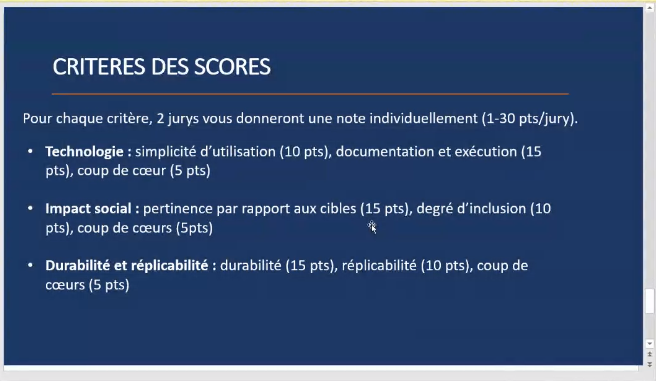 CRITERES DES SCORES
Pour chaque critère, 2 jurys vous donneront une note individuellement (1-30 pts/jury).
• Technologie : simplicité d'utilisation (10 pts), documentation et exécution (15
pts), coup de cœur (5 pts)
• Impact social : pertinence par rapport aux cibles (15 pts), degré d'inclusion (10
pts), coup de cœurs (5pts)
• Durabilité et réplicabilité : durabilité (15 pts), réplicabilité (10 pts), coup de
cœurs (5 pts)